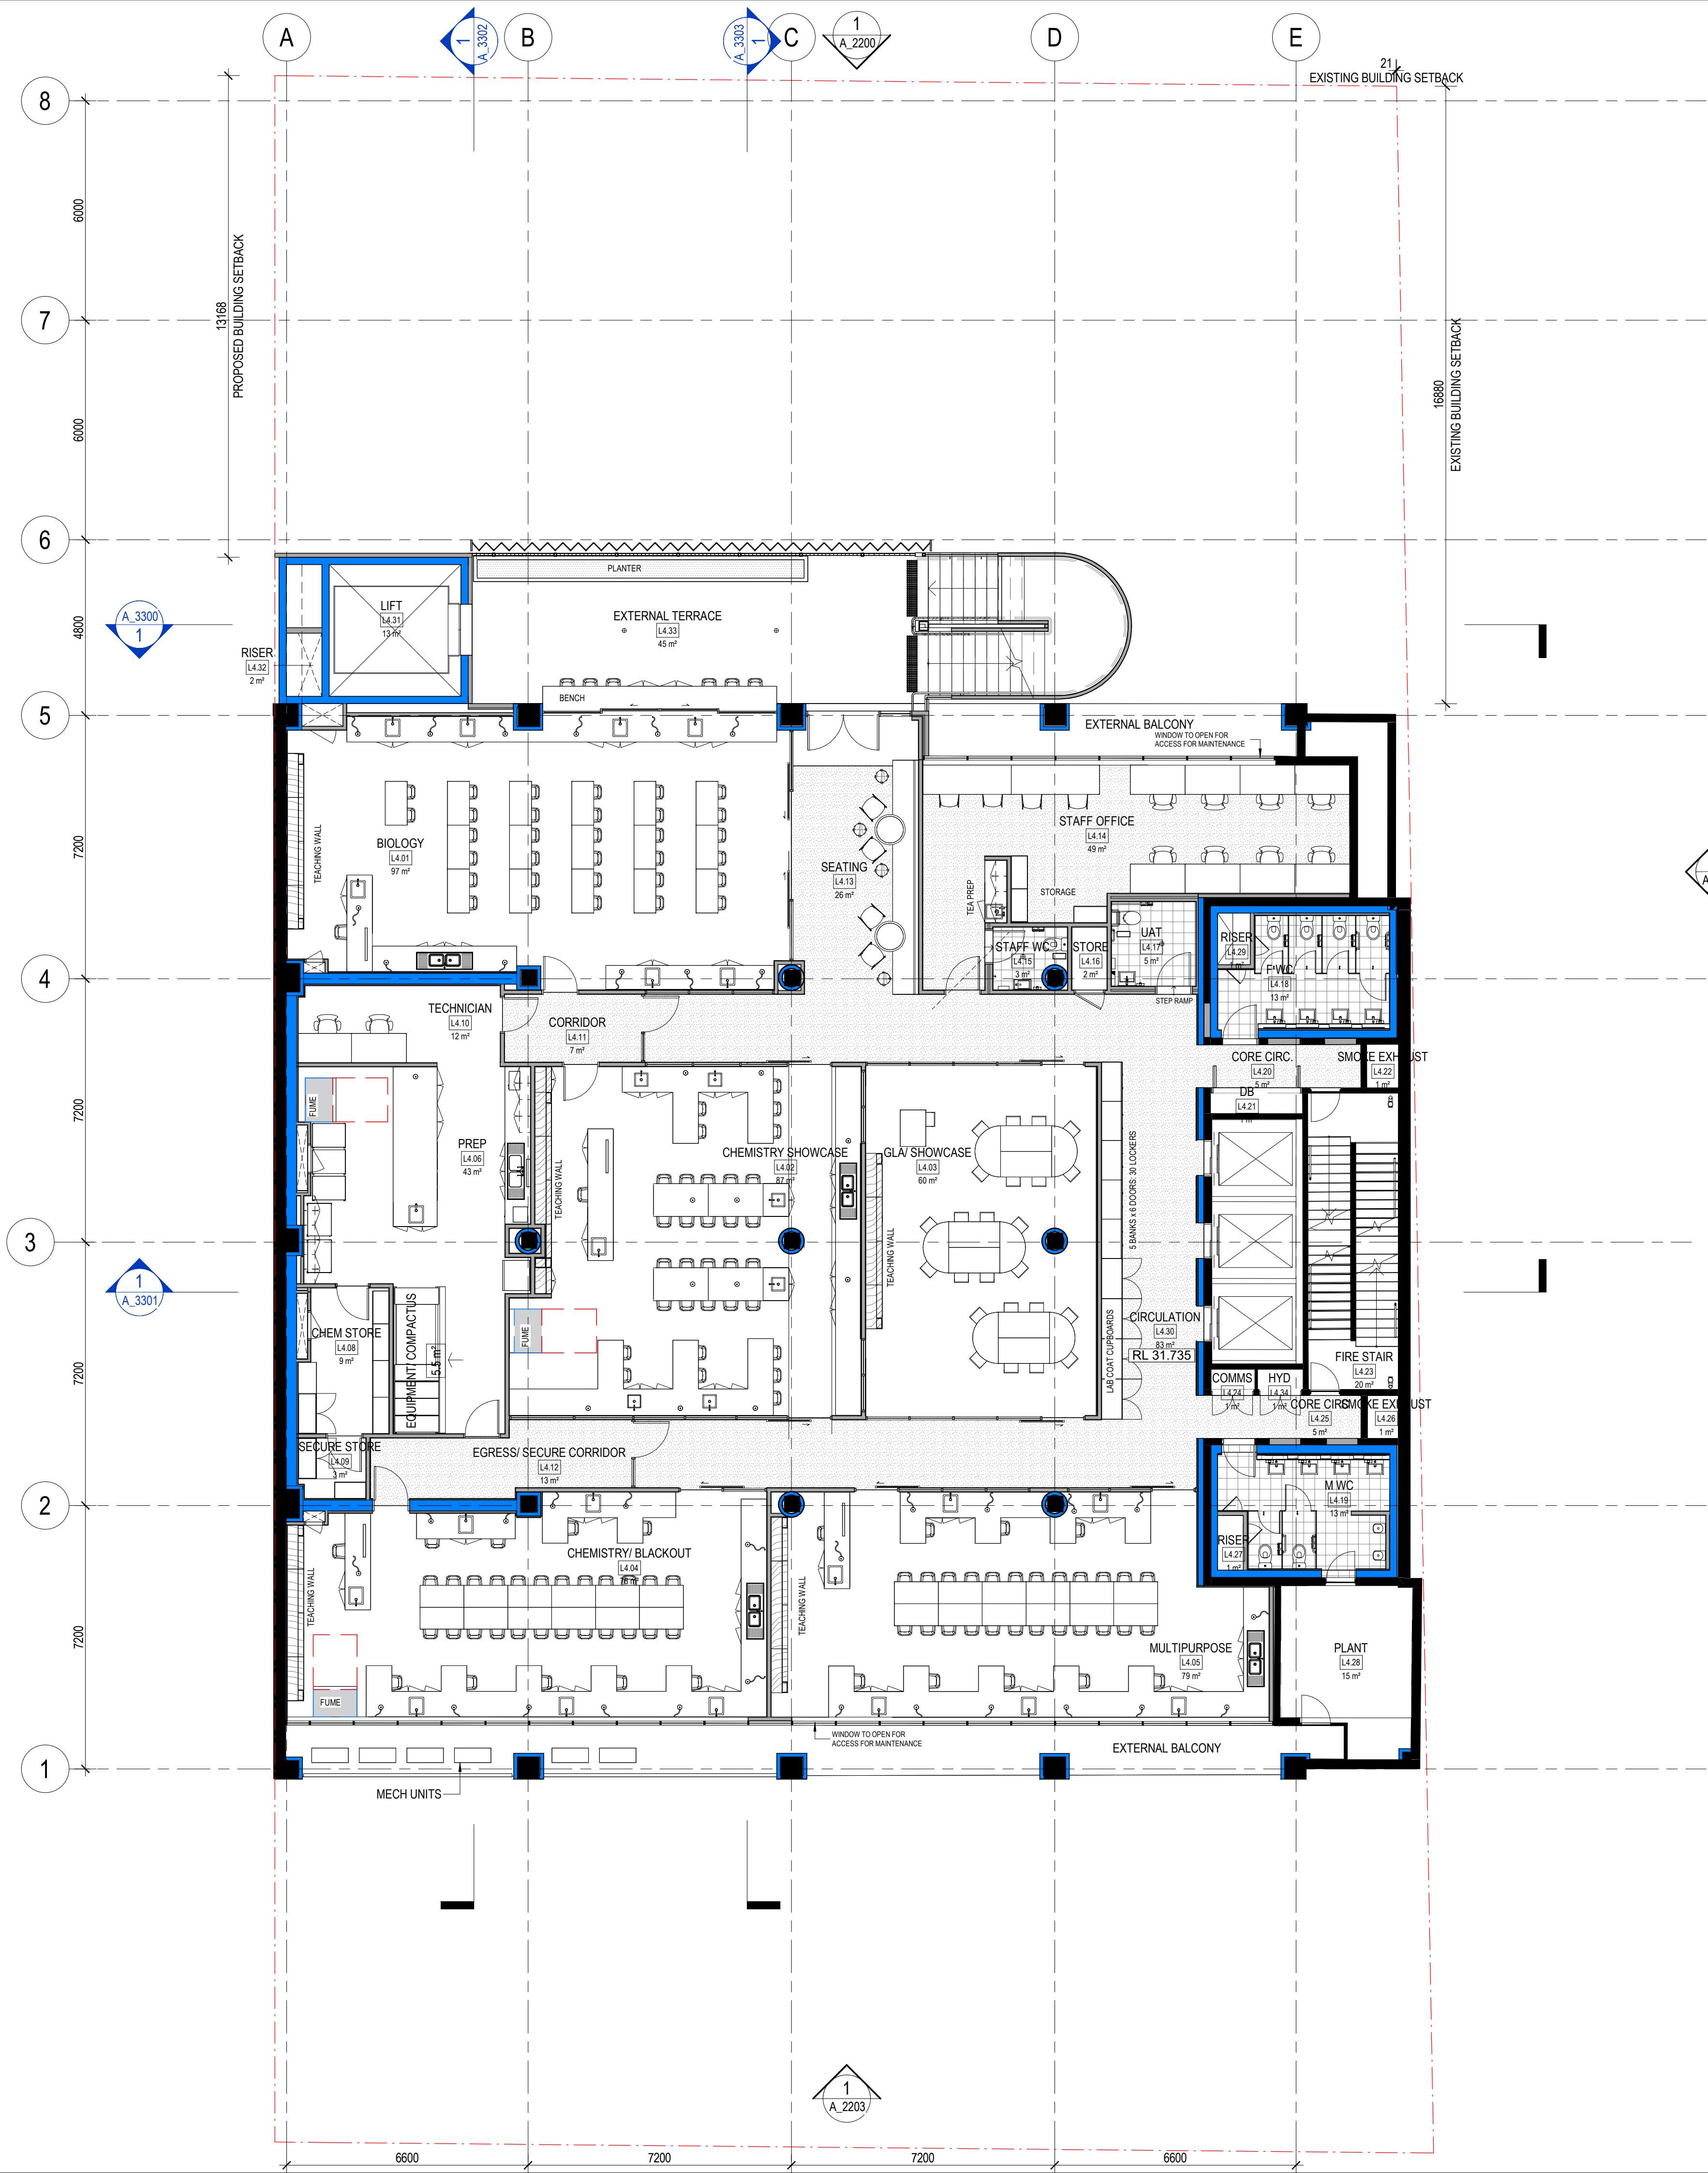 A
1
A_3302
B
A_3303
1
C
1
A_2200
D
E
21
EXISTING BUILDING SETBACK
8
6000
13168
PROPOSED BUILDING SETBACK
7
16880
EXISTING BUILDING SETBACK
6000
6
PLANTER
LIFT
L4.31
13 m²
EXTERNAL TERRACE
L4.33
45 m²
A_3300
1
4800
RISER
L4.32
2 m²
BENCH
5
EXTERNAL BALCONY
WINDOW TO OPEN FOR
ACCESS FOR MAINTENANCE
7200
TEACHING WALL
BIOLOGY
L4.01
97 m²
SEATING
L4.13
26 m²
STAFF OFFICE
L4.14
49 m²
TEA PREP
STORAGE
STAFF WC
L4.15
3 m²
STORE
L4.16
2 m²
UAT
L4.17
5 m²
RISER
L4.29
F WC
L4.18
13 m²
4
STEP RAMP
TECHNICIAN
L4.10
12 m²
CORRIDOR
L4.11
7 m²
CORE CIRC.
L4.20
5 m²
SMOKE EXHAUST
L4.22
1 m²
DB
L4.21
7200
FUME
PREP
L4.06
43 m²
TEACHING WALL
CHEMISTRY SHOWCASE
L4.02
87 m²
GLA/ SHOWCASE
L4.03
60 m²
TEACHING WALL
5 BANKS x 6 DOORS: 30 LOCKERS
3
1
A_3301
CHEM STORE
L4.08
9 m²
EQUIPMENT/ COMPACTUS
5.5 m²
FUME
LAB COAT CUPBOARDS
CIRCULATION
L4.30
83 m²
RL 31.735
FIRE STAIR
L4.23
20 m²
7200
COMMS
L4.24
1 m²
HYD
L4.34
1 m²
CORE CIRC.
L4.25
5 m²
SMOKE EXHAUST
L4.26
1 m²
SECURE STORE
L4.09
3 m²
EGRESS/ SECURE CORRIDOR
L4.12
13 m²
2
M WC
L4.19
13 m²
RISER
L4.27
1 m²
7200
TEACHING WALL
CHEMISTRY/ BLACKOUT
L4.04
76 m²
TEACHING WALL
MULTIPURPOSE
L4.05
79 m²
PLANT
L4.28
15 m²
FUME
WINDOW TO OPEN FOR
ACCESS FOR MAINTENANCE
EXTERNAL BALCONY
1
MECH UNITS
1
A_2203
6600
7200
7200
6600